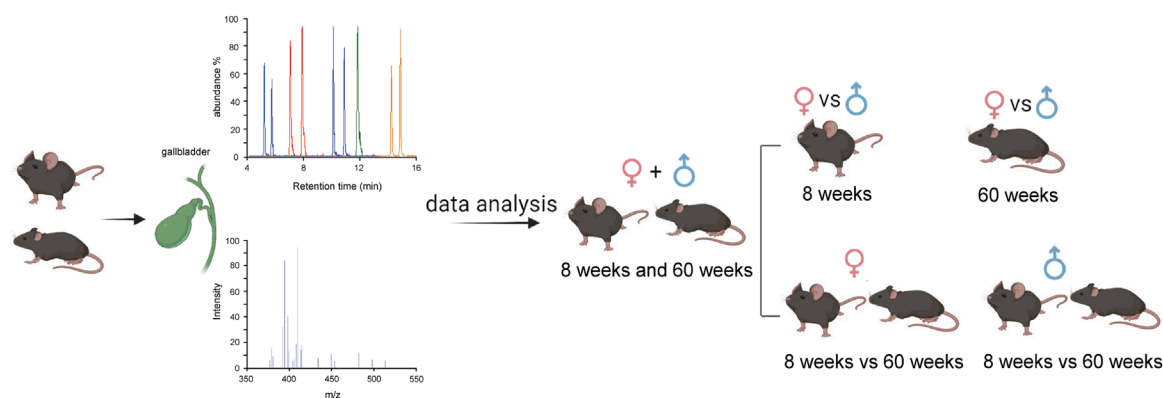 gallbladder
abundance %
100
80
60
40
20
0
4 8 12 16
Retention time (min)
Intensity
100
80
60
40
20
0
350 400 450 500 550
m/z
data analysis
♀ + ♂
8 weeks and 60 weeks
♀ vs ♂
8 weeks
♀ vs ♂
60 weeks
♀
8 weeks vs 60 weeks
♂
8 weeks vs 60 weeks